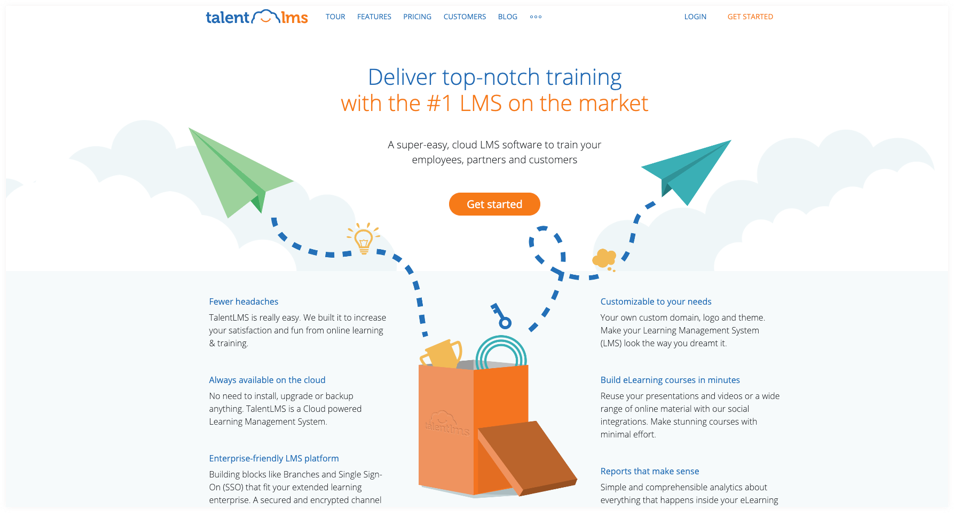 talent lms
TOUR FEATURES PRICING CUSTOMERS BLOG
LOGIN GET STARTED
Deliver top-notch training
with the #1 LMS on the market
A super-easy, cloud LMS software to train your
employees, partners and customers
Get started
Fewer headaches
TalentLMS is really easy. We built it to increase
your satisfaction and fun from online learning
& training.
Always available on the cloud
No need to install, upgrade or backup
anything. TalentLMS is a Cloud powered
Learning Management System.
Enterprise-friendly LMS platform
Building blocks like Branches and Single Sign-
On (SSO) that fit your extended learning
enterprise. A secured and encrypted channel
Customizable to your needs
Your own custom domain, logo and theme.
Make your Learning Management System
(LMS) look the way you dreamt it.
Build eLearning courses in minutes
Reuse your presentations and videos or a wide
range of online material with our social
integrations. Make stunning courses with
minimal effort.
Reports that make sense
Simple and comprehensive analytics about
everything that happens inside your eLearning